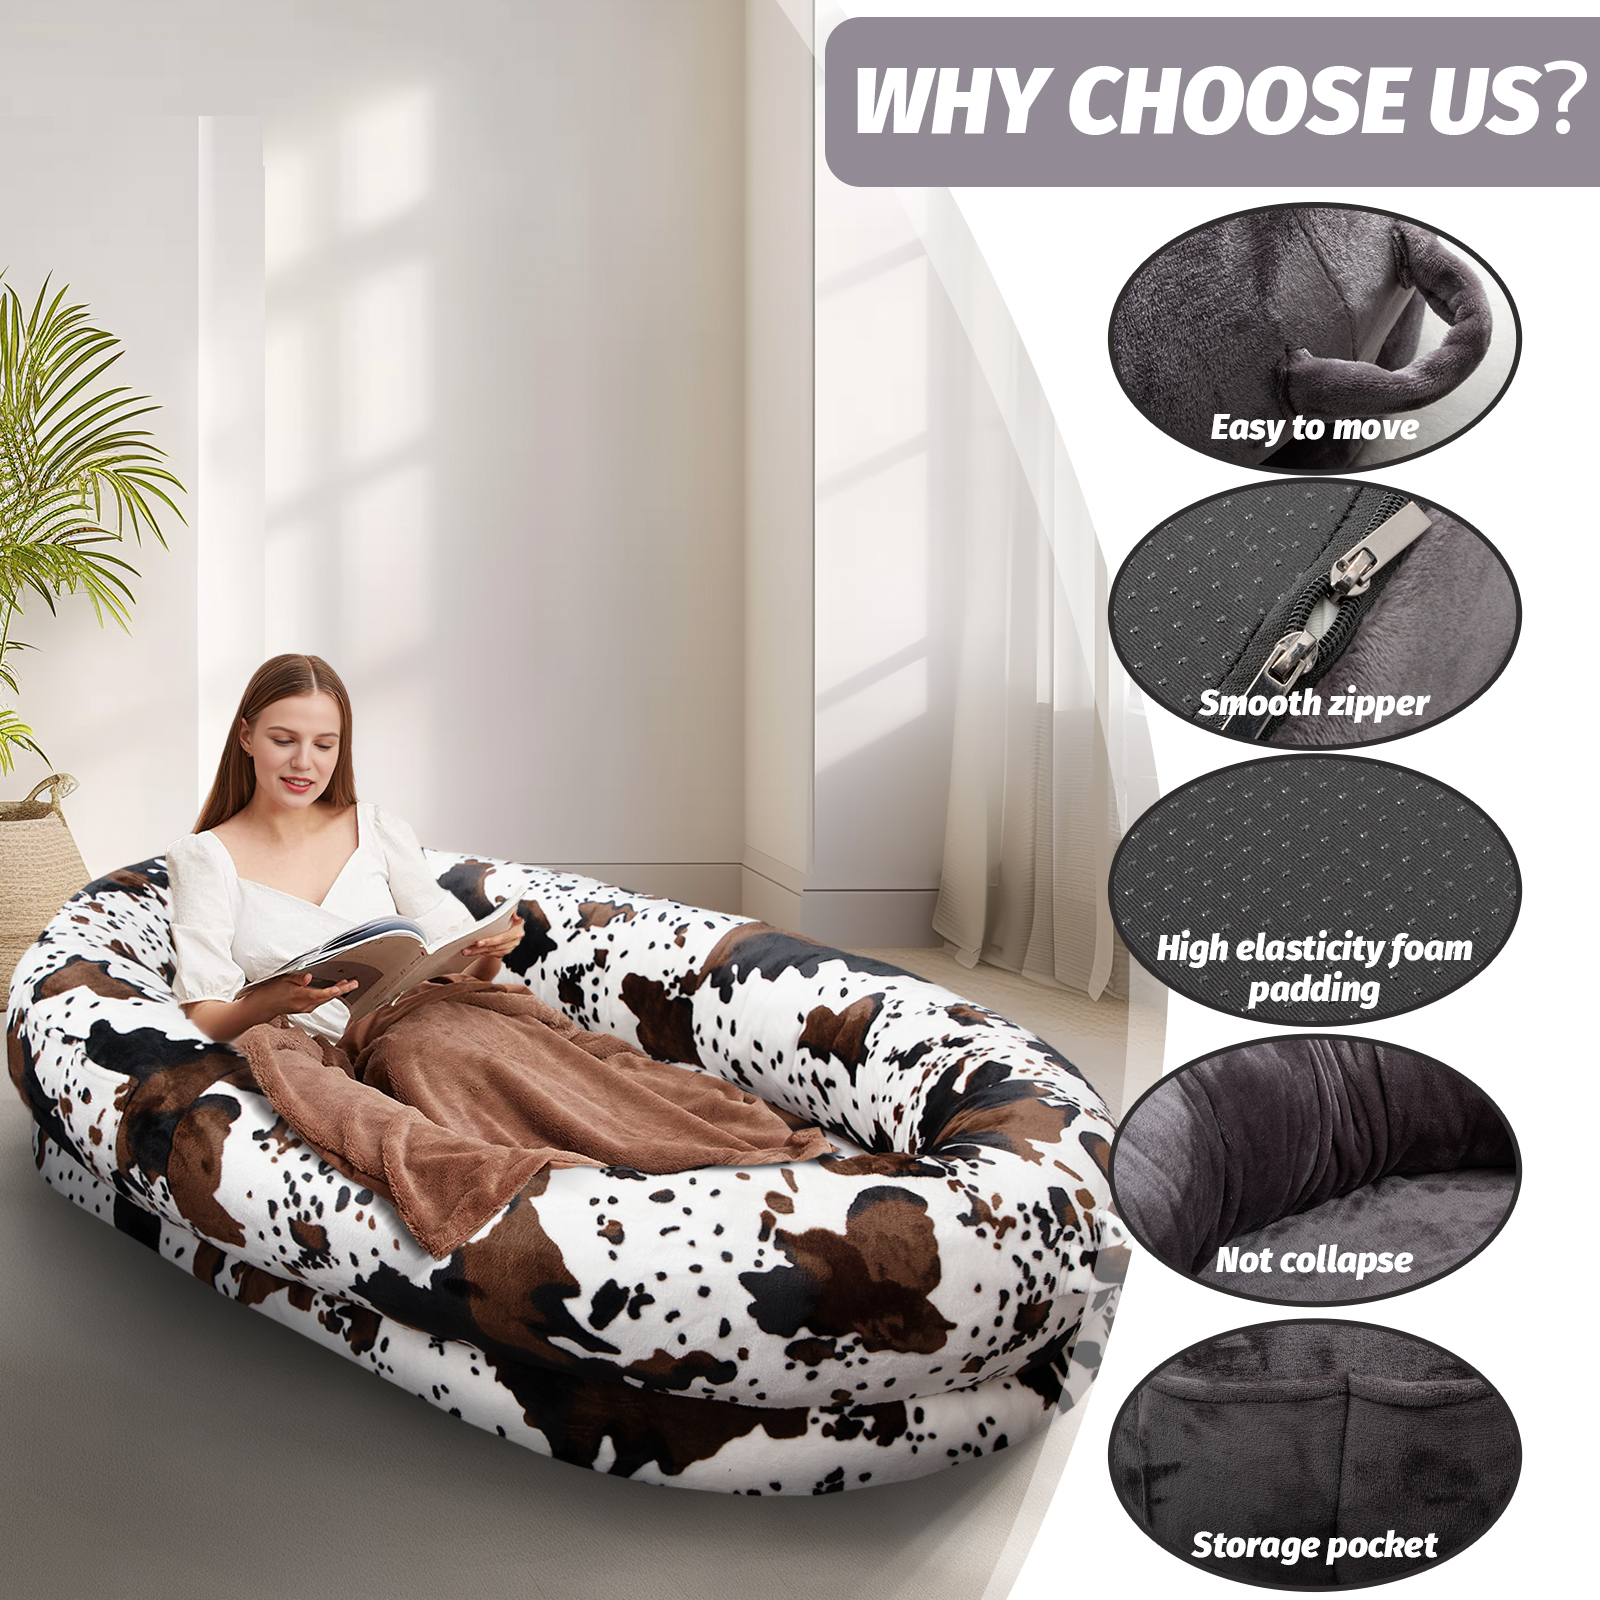 WHY CHOOSE US?
Easy to move
Smooth zipper
High elasticity foam
padding
Not collapse
Storage pocket